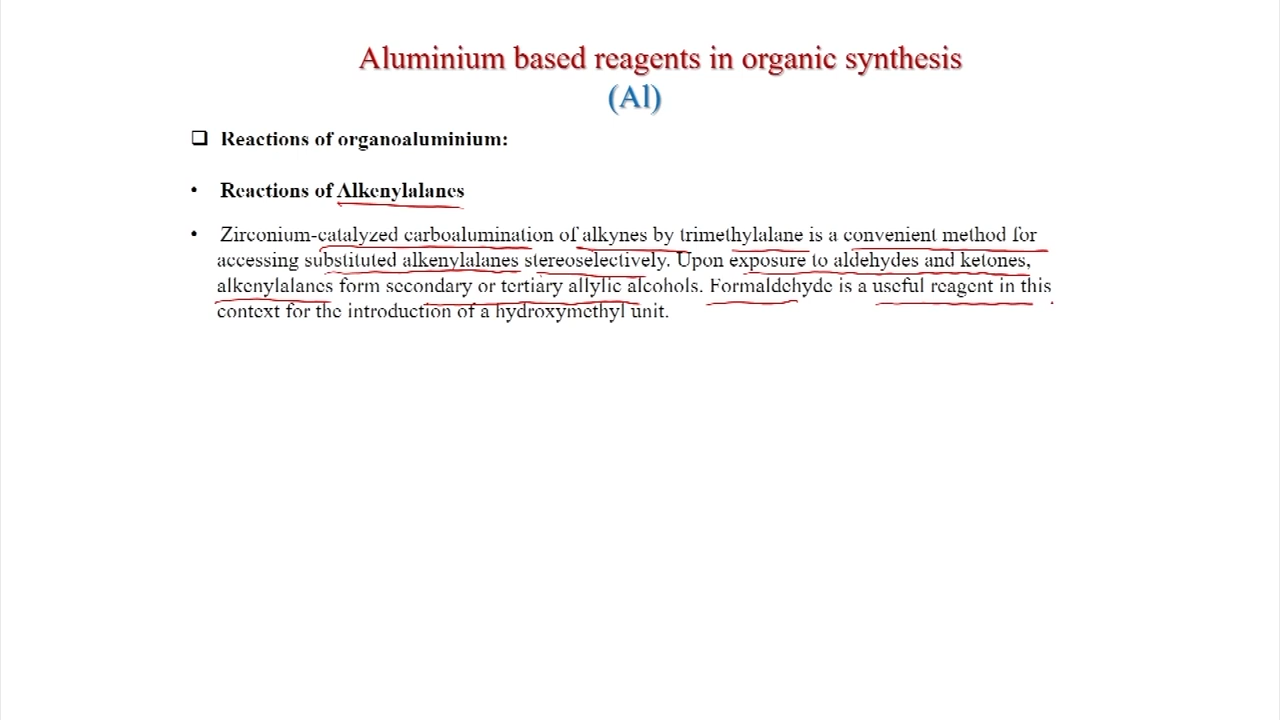 Aluminium based reagents in organic synthesis
(Al)
❑ Reactions of organoaluminium:
• Reactions of Alkenylalanes
• Zirconium-catalyzed carboalumination of alkynes by trimethylalane is a convenient method for
accessing substituted alkenylalanes stereoselectively. Upon exposure to aldehydes and ketones,
alkenylalanes form secondary or tertiary allylic alcohols. Formaldehyde is a useful reagent in this
context for the introduction of a hydroxymethyl unit.